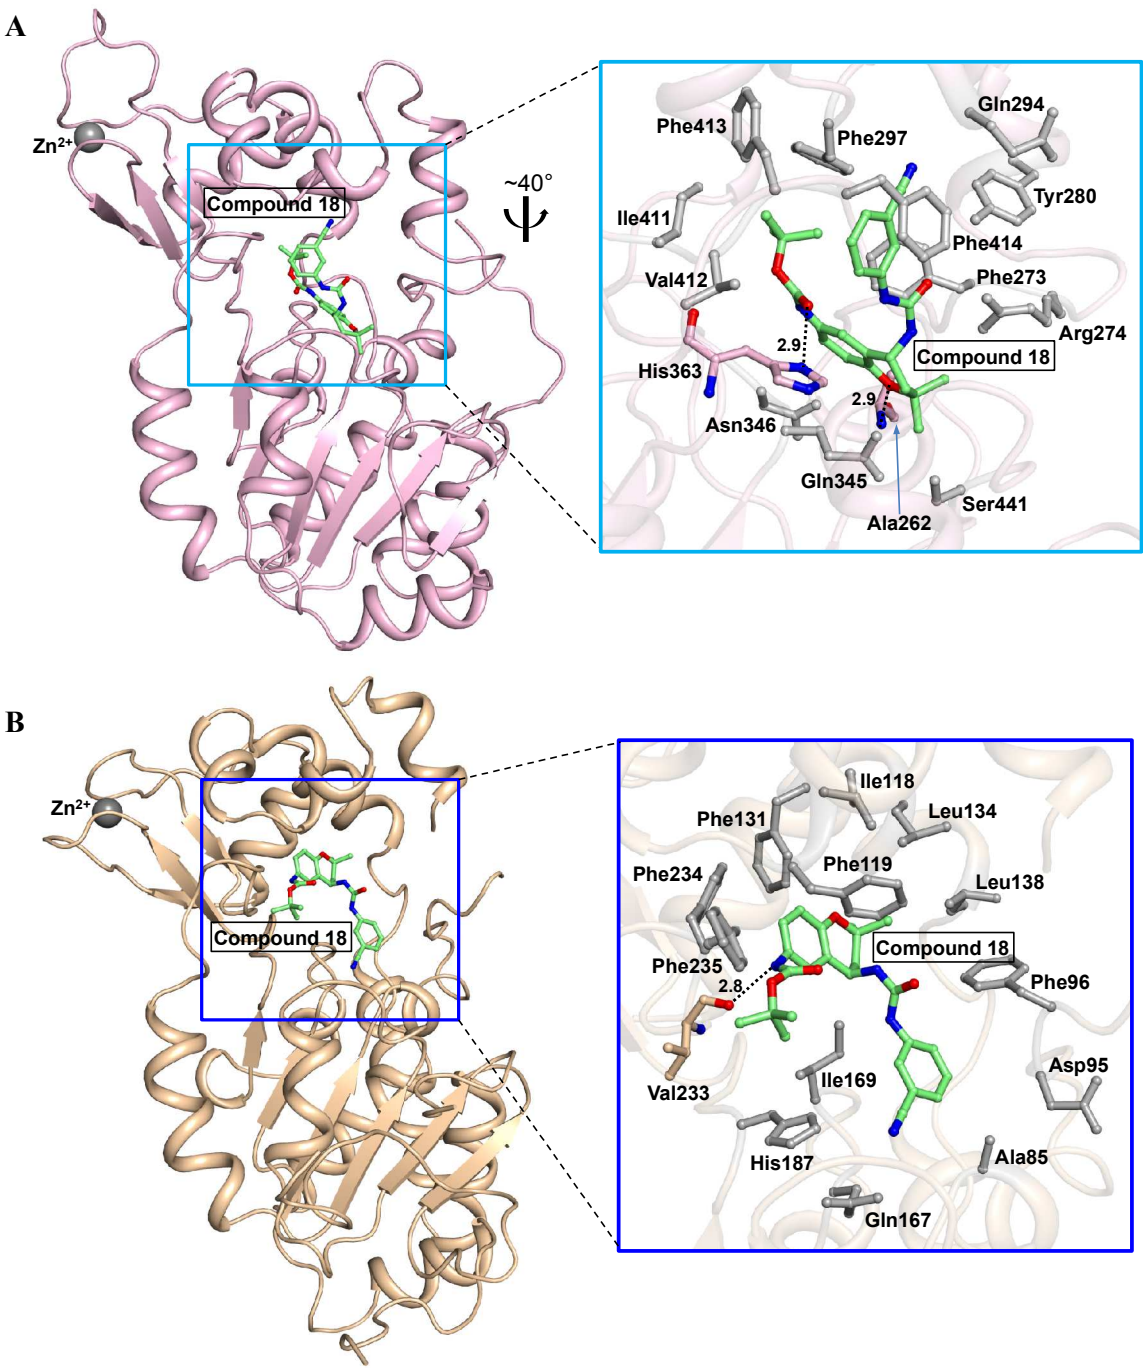 A
Zn2+
Compound 18
~40°
Phe413
Phe297
Gln294
Tyr280
Ile411
Phe414
Val412
Phe273
Arg274
2.9
Compound 18
His363
2.9
Asn346
Gln345
Ser441
Ala262
B
Zn2+
Compound 18
Ile118
Phe131
Leu134
Phe234
Phe119
Leu138
Compound 18
Phe235
2.8
Phe96
Asp95
Val233
Ile169
His187
Ala85
Gln167